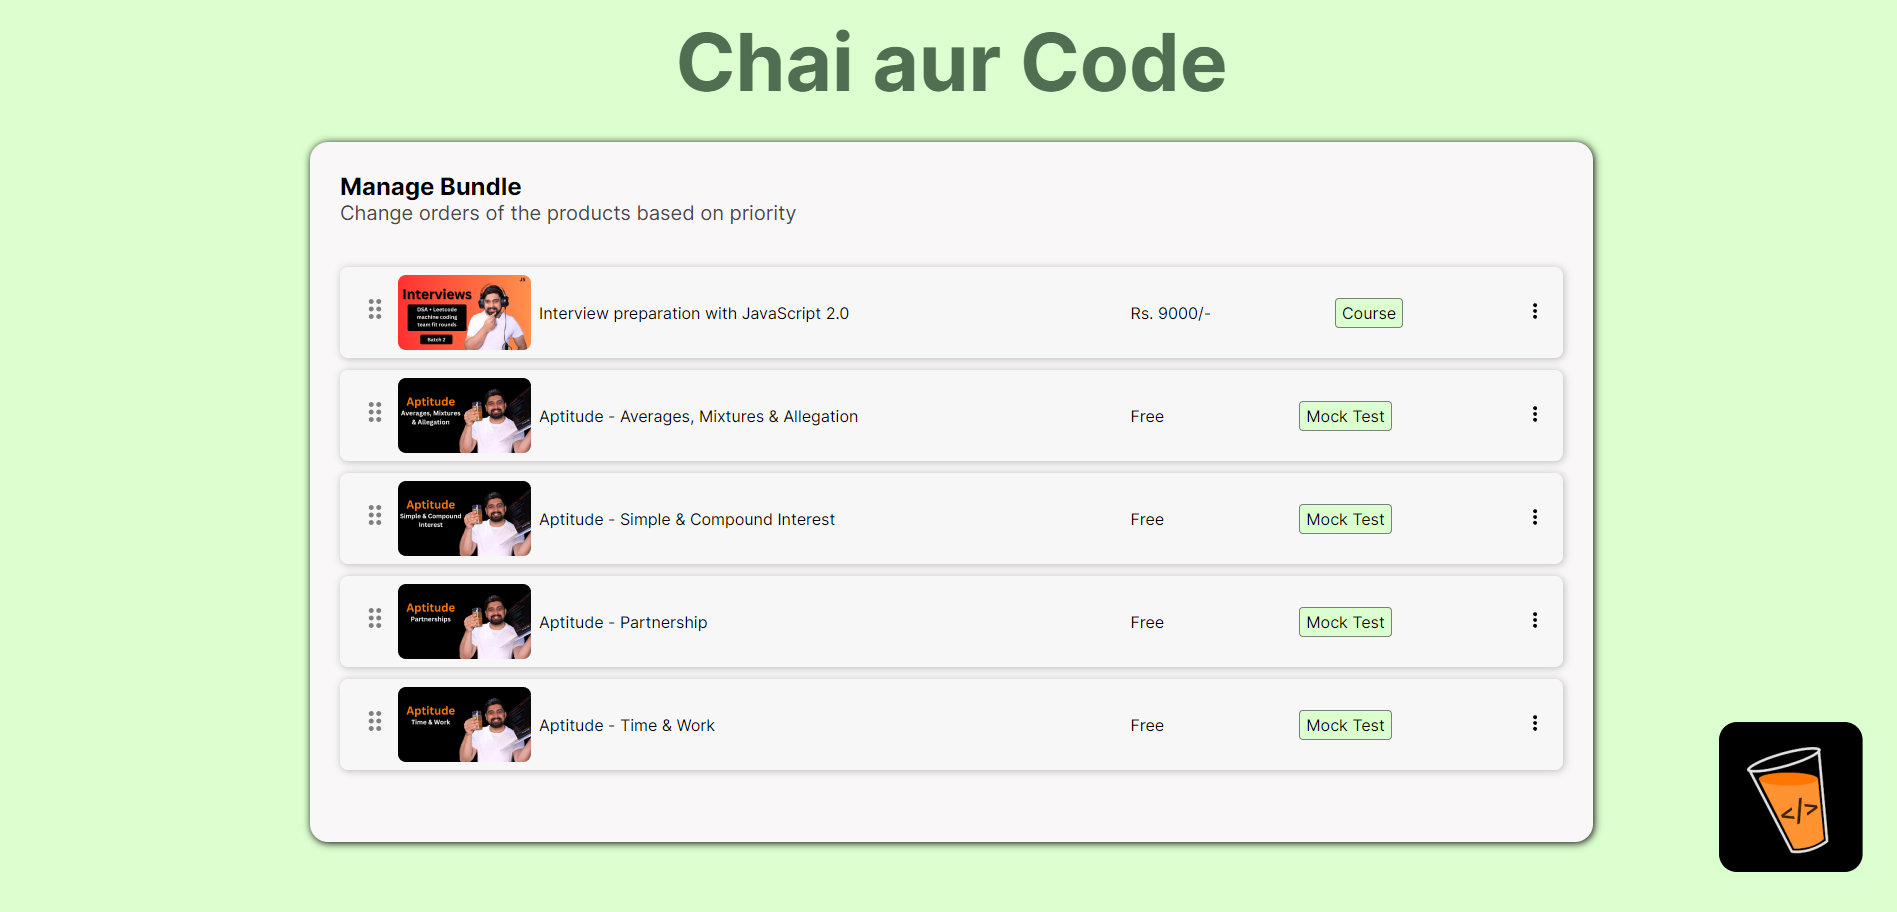 Chai aur Code
Manage Bundle
Change orders of the products based on priority
JS
Interviews
DSA + Leetcode
machine coding
team fit rounds
Batch 2
Interview preparation with JavaScript 2.0
Rs. 9000/-
Course
Aptitude
Averages, Mixtures
& Allegation
Aptitude - Averages, Mixtures & Allegation
Free
Mock Test
Aptitude
Simple & Compound
Interest
Aptitude - Simple & Compound Interest
Free
Mock Test
Aptitude
Partnerships
Aptitude - Partnership
Free
Mock Test
Aptitude
Time & Work
Aptitude - Time & Work
Free
Mock Test
</>